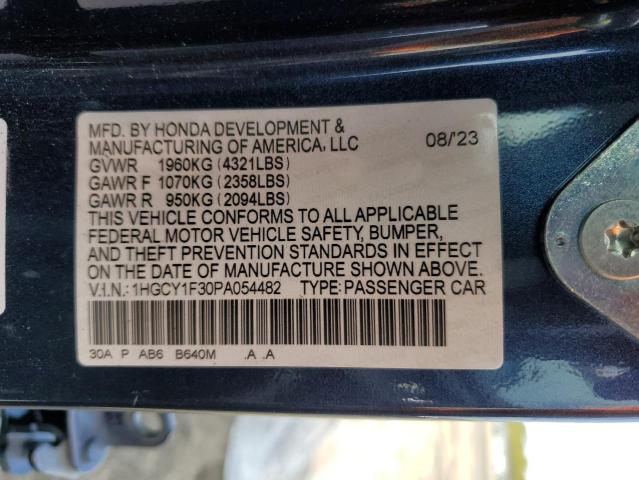 MFD. BY HONDA DEVELOPMENT &
MANUFACTURING OF AMERICA, LLC 08/'23
GVWR 1960KG (4321LBS)
GAWR F 1070KG (2358LBS)
GAWR R 950KG (2094LBS)
THIS VEHICLE CONFORMS TO ALL APPLICABLE
FEDERAL MOTOR VEHICLE SAFETY, BUMPER,
AND THEFT PREVENTION STANDARDS IN EFFECT
ON THE DATE OF MANUFACTURE SHOWN ABOVE.
V.I.N.: 1HGCY1F30PA054482 TYPE: PASSENGER CAR
30A P AB6 B640M .A .A